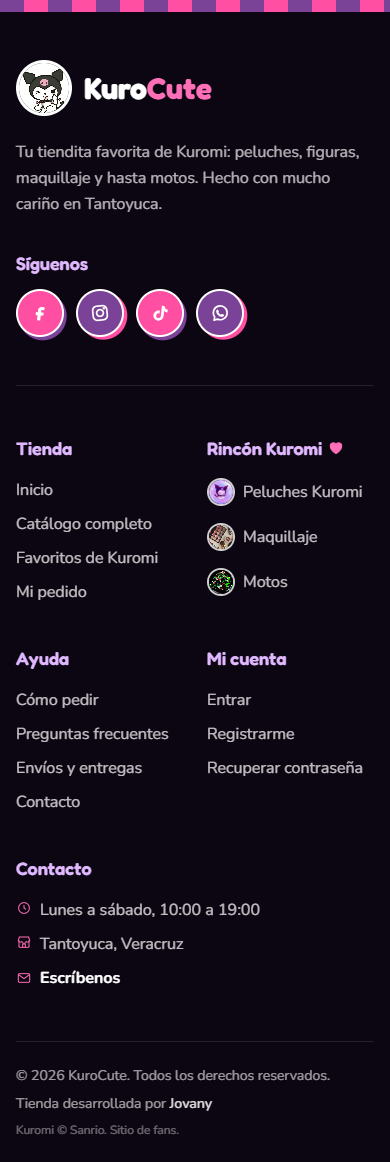 KuroCute
Tu tiendita favorita de Kuromi: peluches, figuras,
maquillaje y hasta motos. Hecho con mucho
cariño en Tantoyuca.
Síguenos
Tienda
Inicio
Catálogo completo
Favoritos de Kuromi
Mi pedido
Rincón Kuromi
Peluches Kuromi
Maquillaje
Motos
Ayuda
Cómo pedir
Preguntas frecuentes
Envíos y entregas
Contacto
Mi cuenta
Entrar
Registrarme
Recuperar contraseña
Contacto
Lunes a sábado, 10:00 a 19:00
Tantoyuca, Veracruz
Escríbenos
© 2026 KuroCute. Todos los derechos reservados.
Tienda desarrollada por Jovany
Kuromi © Sanrio. Sitio de fans.